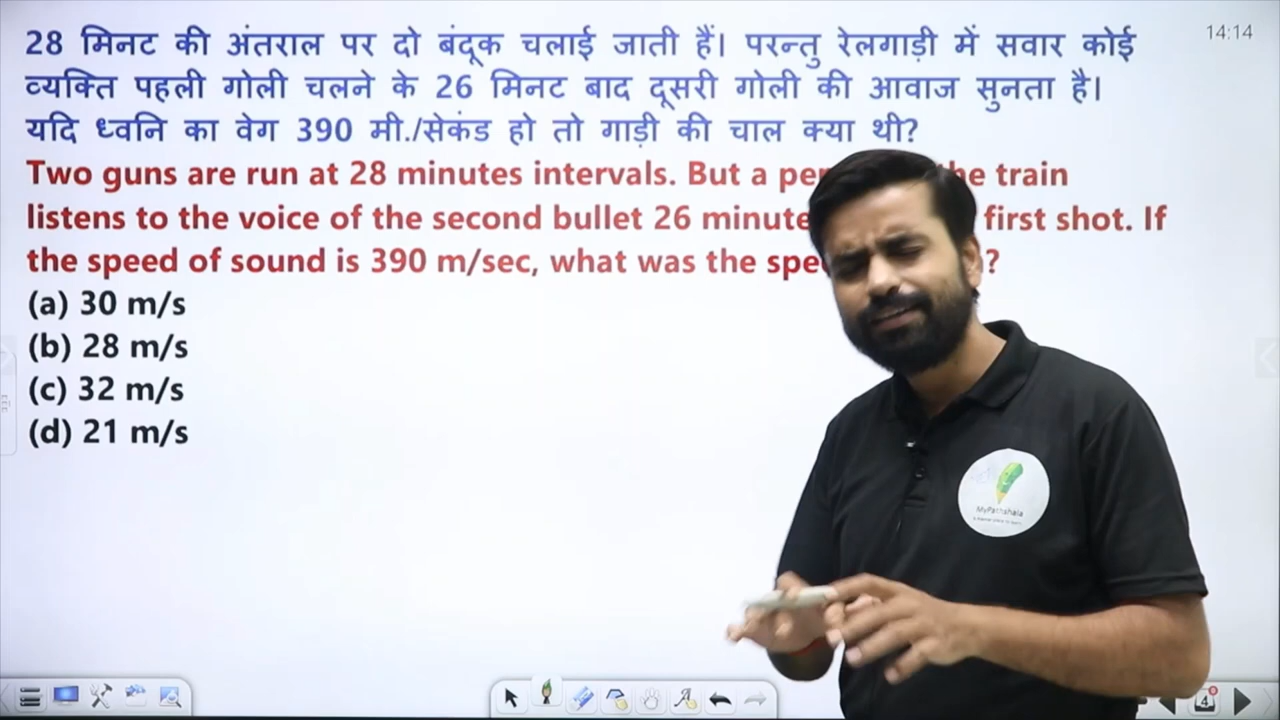 28 मिनट की अंतराल पर दो बंदूक चलाई जाती हैं। परन्तु रेलगाड़ी में सवार कोई
14:14
व्यक्ति पहली गोली चलने के 26 मिनट बाद दूसरी गोली की आवाज सुनता है।
यदि ध्वनि का वेग 390 मी./सेकंड हो तो गाड़ी की चाल क्या थी?
Two guns are run at 28 minutes intervals. But a he train
listens to the voice of the second bullet 26 first shot. If
the speed of sound is 390 m/sec, what was the ?
(a) 30 m/s
(b) 28 m/s
(c) 32 m/s
(d) 21 m/s
MyPathshala
4